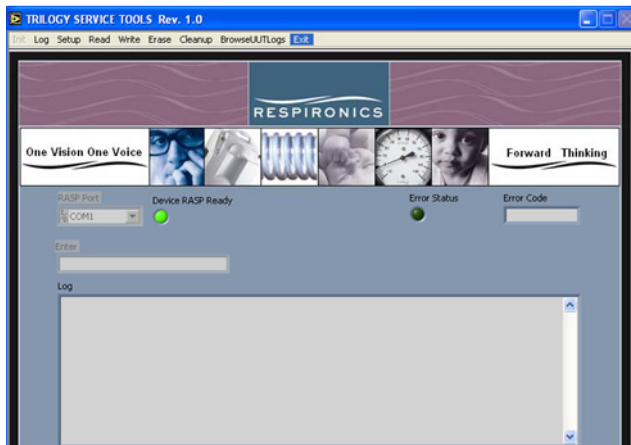 TRILOGY SERVICE TOOLS Rev. 1.0
Init Log Setup Read Write Erase Cleanup BrowseUUTLogs Exit
RESPIRONICS
One Vision One Voice
Forward Thinking
RASP Port
Device RASP Ready
Error Status
Error Code
COM1
Enter
Log